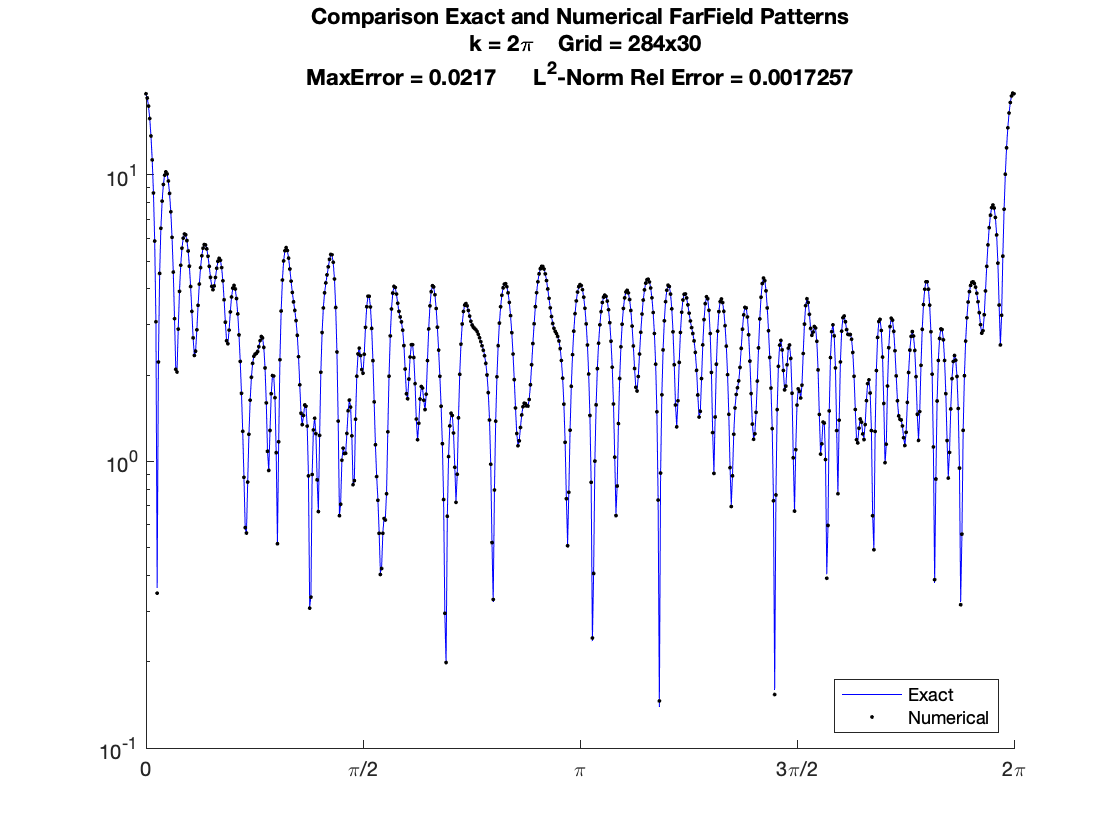 Comparison Exact and Numerical FarField Patterns
k = 2π Grid = 284x30
MaxError = 0.0217 L²-Norm Rel Error = 0.0017257
10¹
10⁰
10⁻¹
Exact
Numerical
0 π/2 π 3π/2 2π